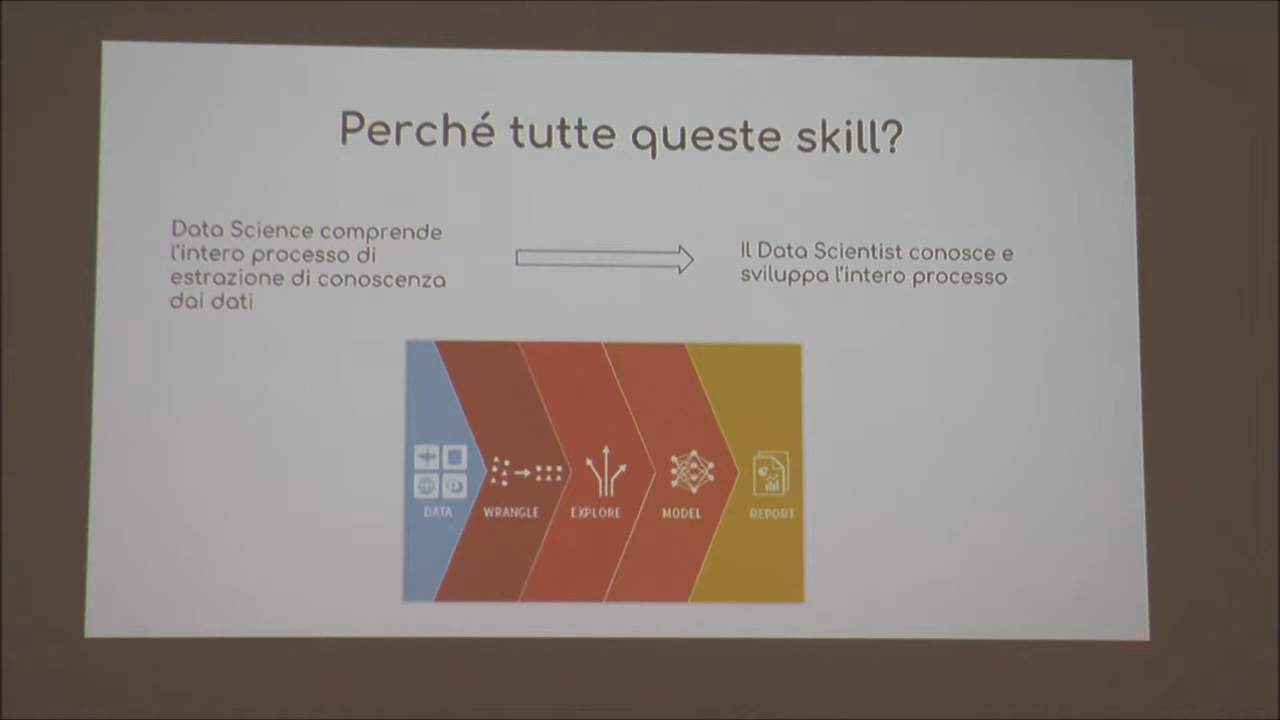 Perché tutte queste skill?
Data Science comprende
l'intero processo di
estrazione di conoscenza
dai dati
Il Data Scientist conosce e
sviluppa l'intero processo
DATA
WRANGLE
EXPLORE
MODEL
REPORT